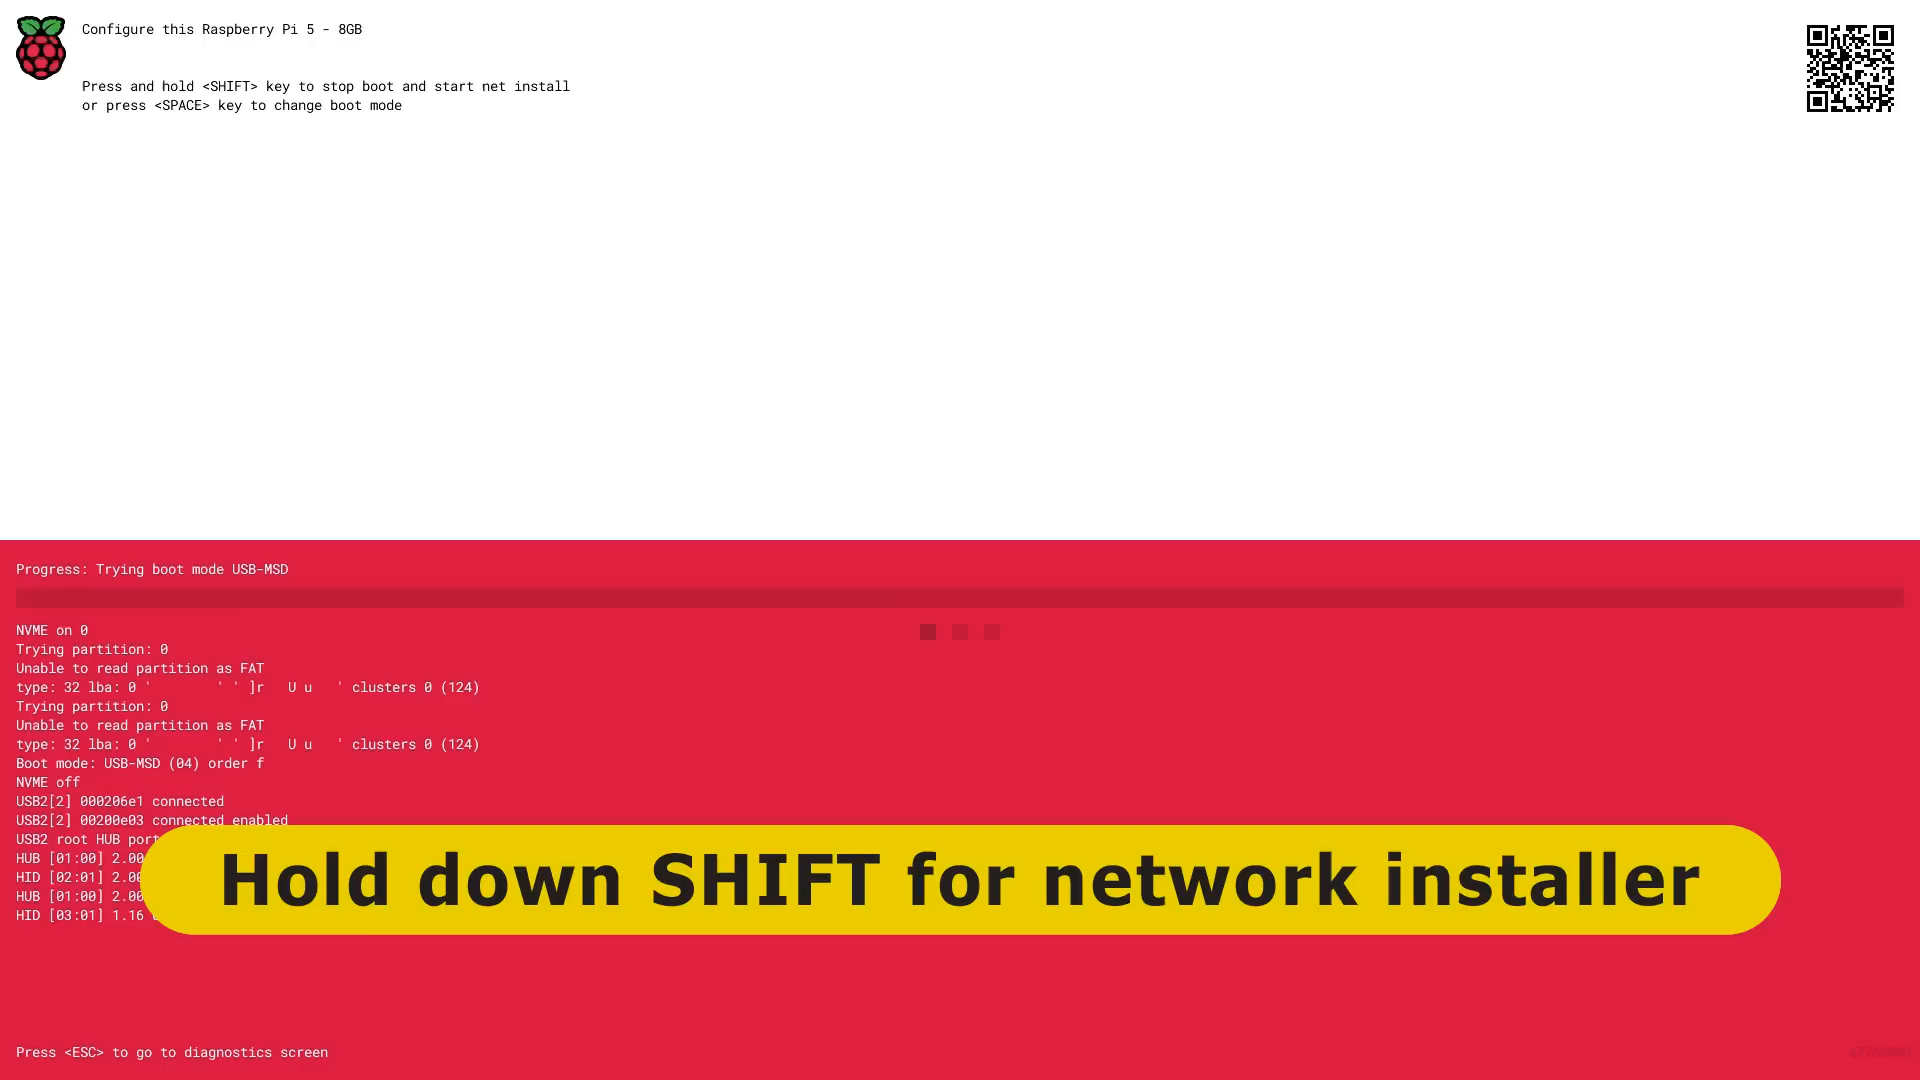 Configure this Raspberry Pi 5 - 8GB
Press and hold <SHIFT> key to stop boot and start net install
or press <SPACE> key to change boot mode
Progress: Trying boot mode USB-MSD
NVME on 0
Trying partition: 0
Unable to read partition as FAT
type: 32 lba: 0 '        ' ' ]r   U u   ' clusters 0 (124)
Trying partition: 0
Unable to read partition as FAT
type: 32 lba: 0 '        ' ' ]r   U u   ' clusters 0 (124)
Boot mode: USB-MSD (04) order f
NVME off
USB2[2] 000206e1 connected
USB2[2] 00200e03 connected enabled
USB2 root HUB port
HUB [01:00] 2.00
HID [02:01] 2.00
HUB [01:00] 2.00
HID [03:01] 1.16
Hold down SHIFT for network installer
Press <ESC> to go to diagnostics screen